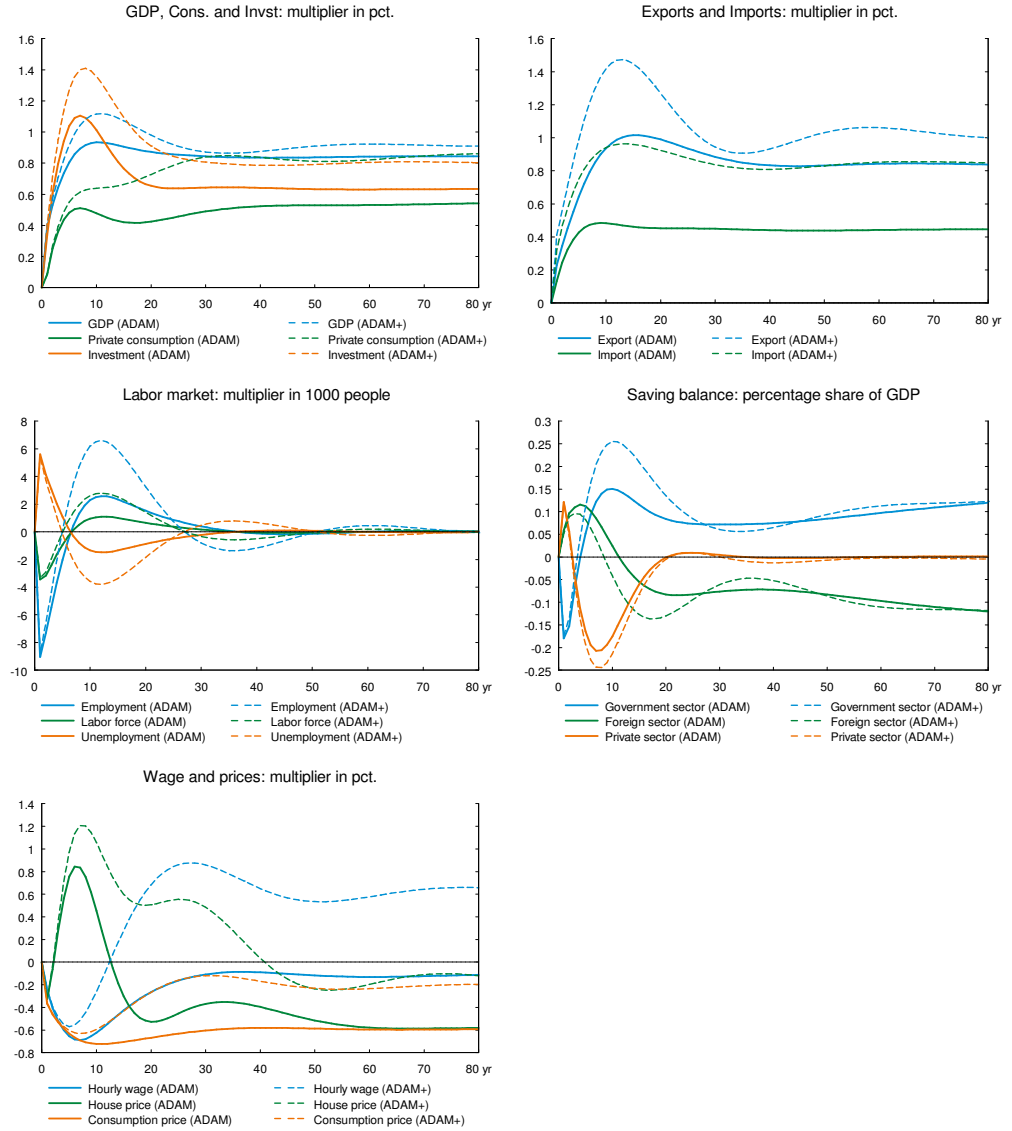 GDP, Cons. and Invst: multiplier in pct.
1.6
1.4
1.2
1
0.8
0.6
0.4
0.2
0
0 10 20 30 40 50 60 70 80 yr
GDP (ADAM) GDP (ADAM+)
Private consumption (ADAM) Private consumption (ADAM+)
Investment (ADAM) Investment (ADAM+)
Exports and Imports: multiplier in pct.
1.6
1.4
1.2
1
0.8
0.6
0.4
0.2
0
0 10 20 30 40 50 60 70 80 yr
Export (ADAM) Export (ADAM+)
Import (ADAM) Import (ADAM+)
Labor market: multiplier in 1000 people
8
6
4
2
0
-2
-4
-6
-8
-10
0 10 20 30 40 50 60 70 80 yr
Employment (ADAM) Employment (ADAM+)
Labor force (ADAM) Labor force (ADAM+)
Unemployment (ADAM) Unemployment (ADAM+)
Saving balance: percentage share of GDP
0.3
0.25
0.2
0.15
0.1
0.05
0
-0.05
-0.1
-0.15
-0.2
-0.25
0 10 20 30 40 50 60 70 80 yr
Government sector (ADAM) Government sector (ADAM+)
Foreign sector (ADAM) Foreign sector (ADAM+)
Private sector (ADAM) Private sector (ADAM+)
Wage and prices: multiplier in pct.
1.4
1.2
1
0.8
0.6
0.4
0.2
0
-0.2
-0.4
-0.6
-0.8
0 10 20 30 40 50 60 70 80 yr
Hourly wage (ADAM) Hourly wage (ADAM+)
House price (ADAM) House price (ADAM+)
Consumption price (ADAM) Consumption price (ADAM+)